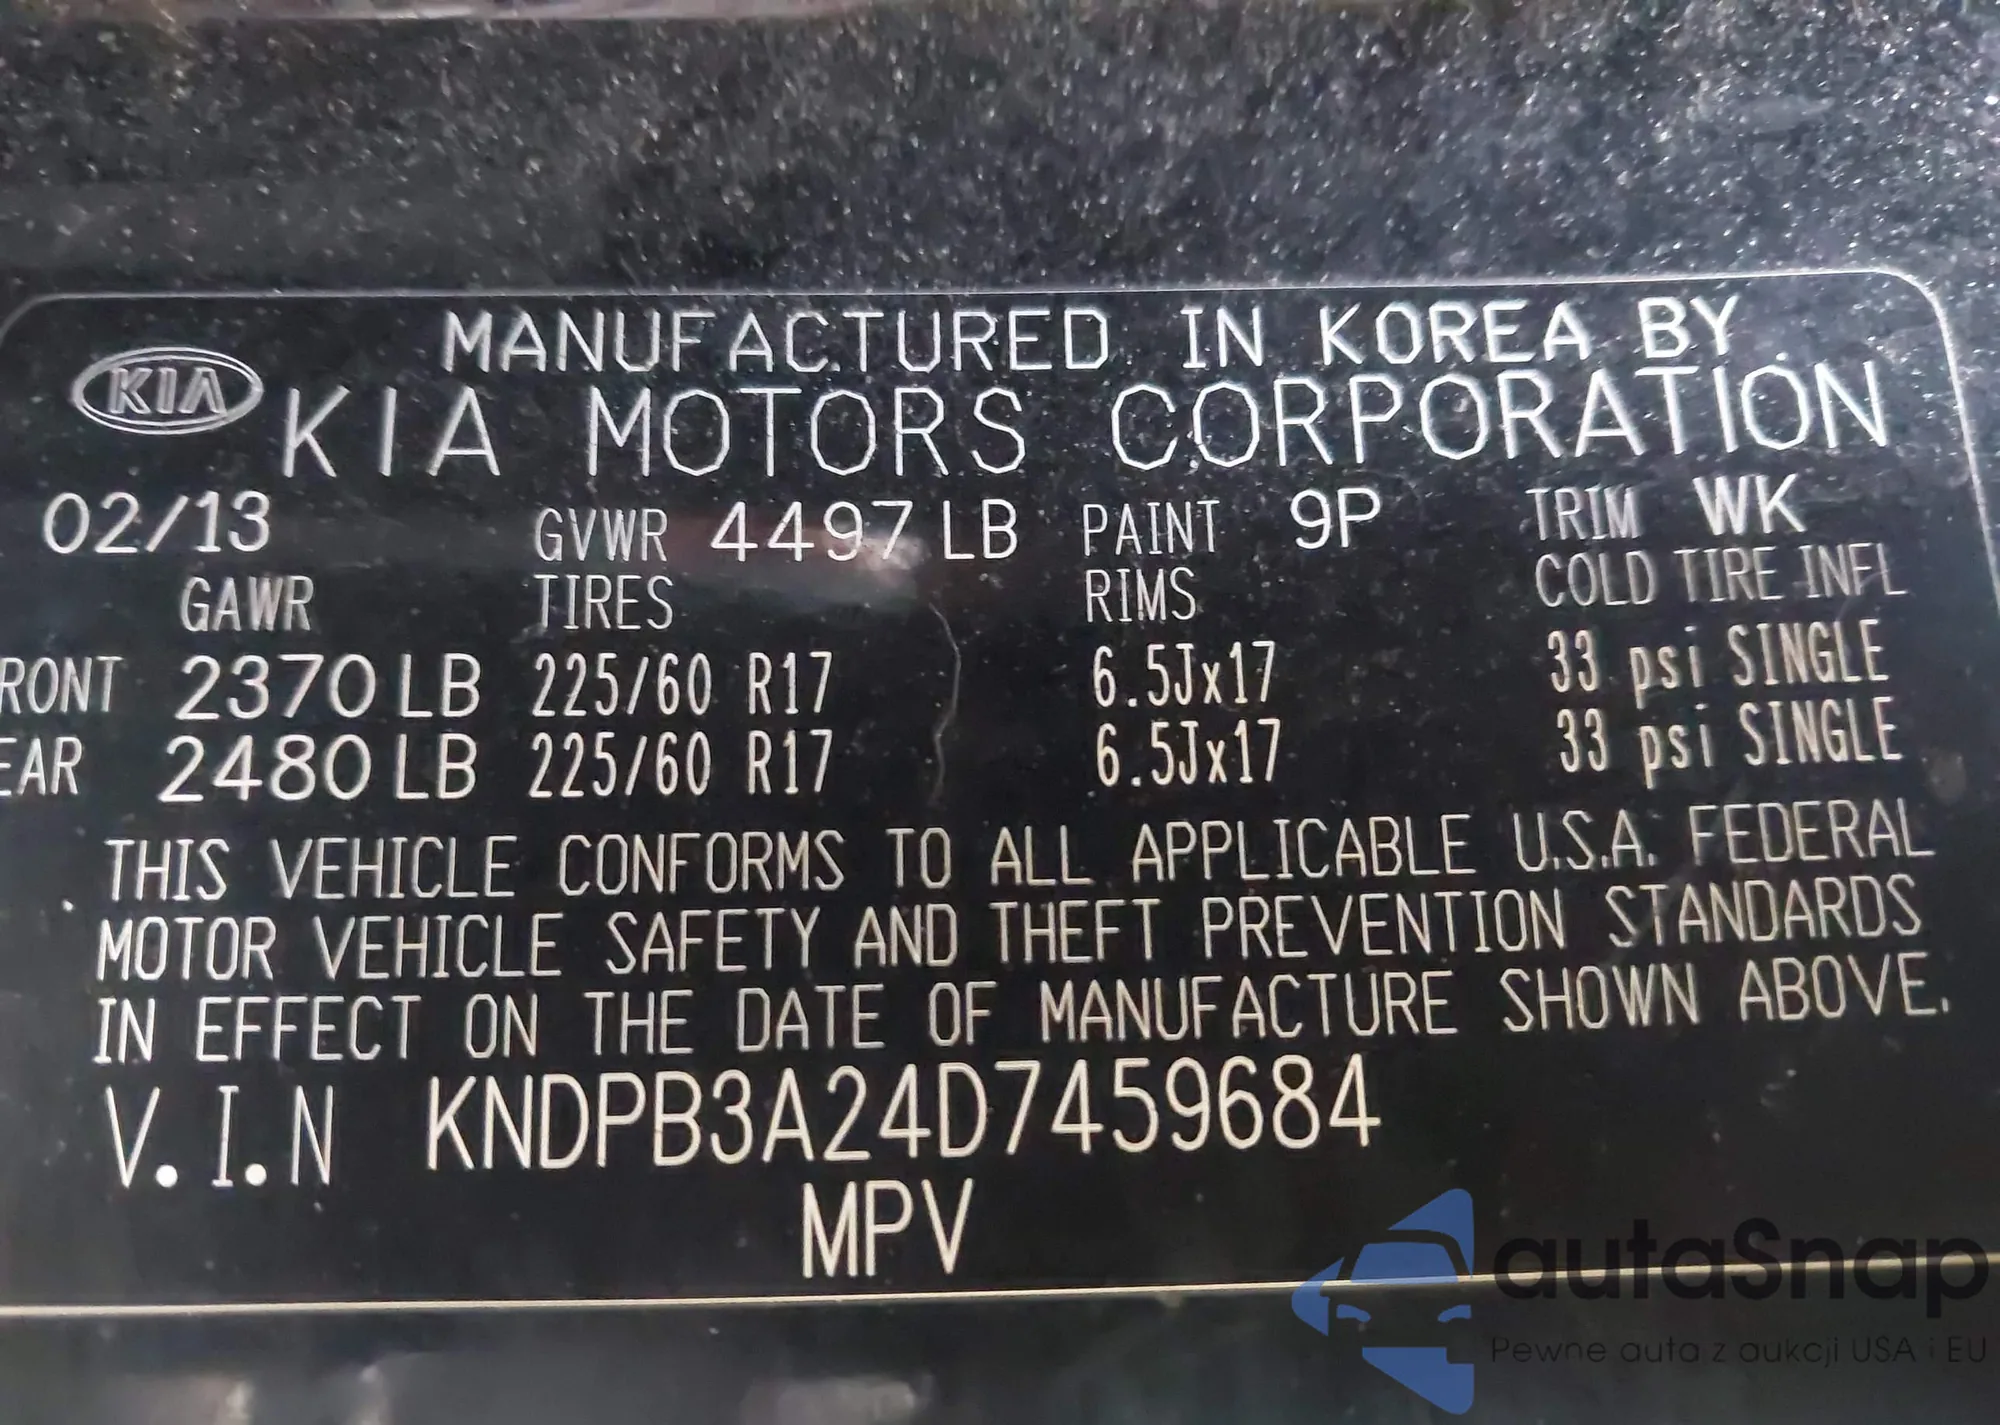 MANUFACTURED IN KOREA BY
KIA KIA MOTORS CORPORATION
02/13 GVWR 4497 LB PAINT 9P TRIM WK
GAWR TIRES RIMS COLD TIRE INFL
RONT 2370 LB 225/60 R17 6.5Jx17 33 psi SINGLE
EAR 2480 LB 225/60 R17 6.5Jx17 33 psi SINGLE
THIS VEHICLE CONFORMS TO ALL APPLICABLE U.S.A. FEDERAL
MOTOR VEHICLE SAFETY AND THEFT PREVENTION STANDARDS
IN EFFECT ON THE DATE OF MANUFACTURE SHOWN ABOVE.
V.I.N KNDPB3A24D7459684
MPV
autaSnap
Pewne auta z aukcji USA i EU